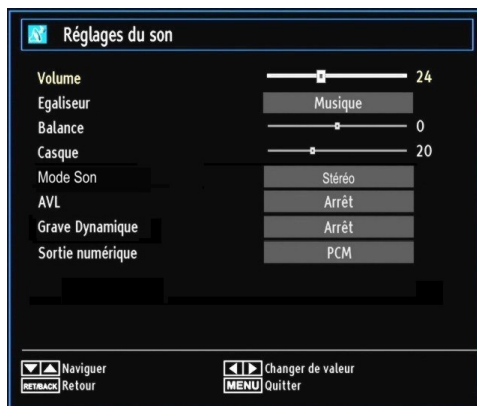 Réglages du son
Volume 24
Egaliseur Musique
Balance 0
Casque 20
Mode Son Stéréo
AVL Arrêt
Grave Dynamique Arrêt
Sortie numérique PCM
Naviguer Changer de valeur
RET/BACK Retour MENU Quitter